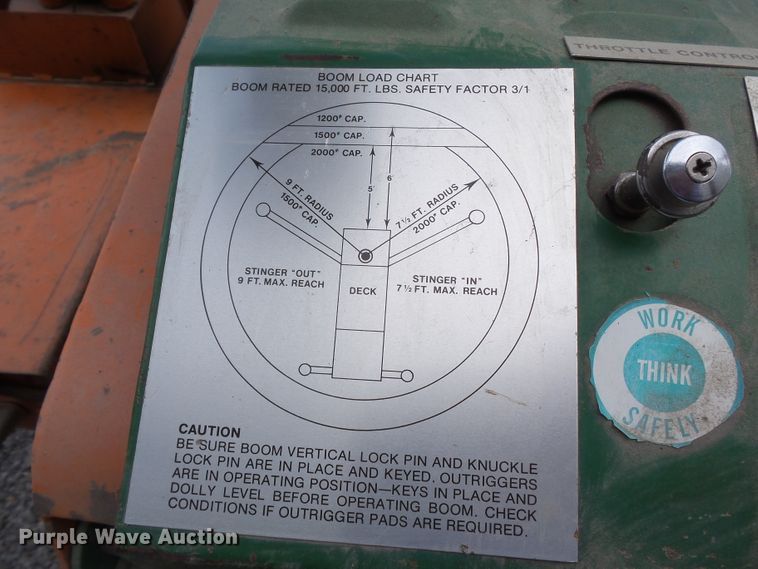 BOOM LOAD CHART
BOOM RATED 15,000 FT. LBS. SAFETY FACTOR 3/1
1200# CAP.
1500# CAP.
2000# CAP.
5'
6'
9 FT. RADIUS
1500# CAP.
7½ FT. RADIUS
2000# CAP.
STINGER "OUT"
9 FT. MAX. REACH
STINGER "IN"
7½ FT. MAX. REACH
DECK
CAUTION
BE SURE BOOM VERTICAL LOCK PIN AND KNUCKLE
LOCK PIN ARE IN PLACE AND KEYED. OUTRIGGERS
ARE IN OPERATING POSITION—KEYS IN PLACE AND
DOLLY LEVEL BEFORE OPERATING BOOM. CHECK
CONDITIONS IF OUTRIGGER PADS ARE REQUIRED.
THROTTLE CONTROL
WORK
THINK
SAFELY
Purple Wave Auction